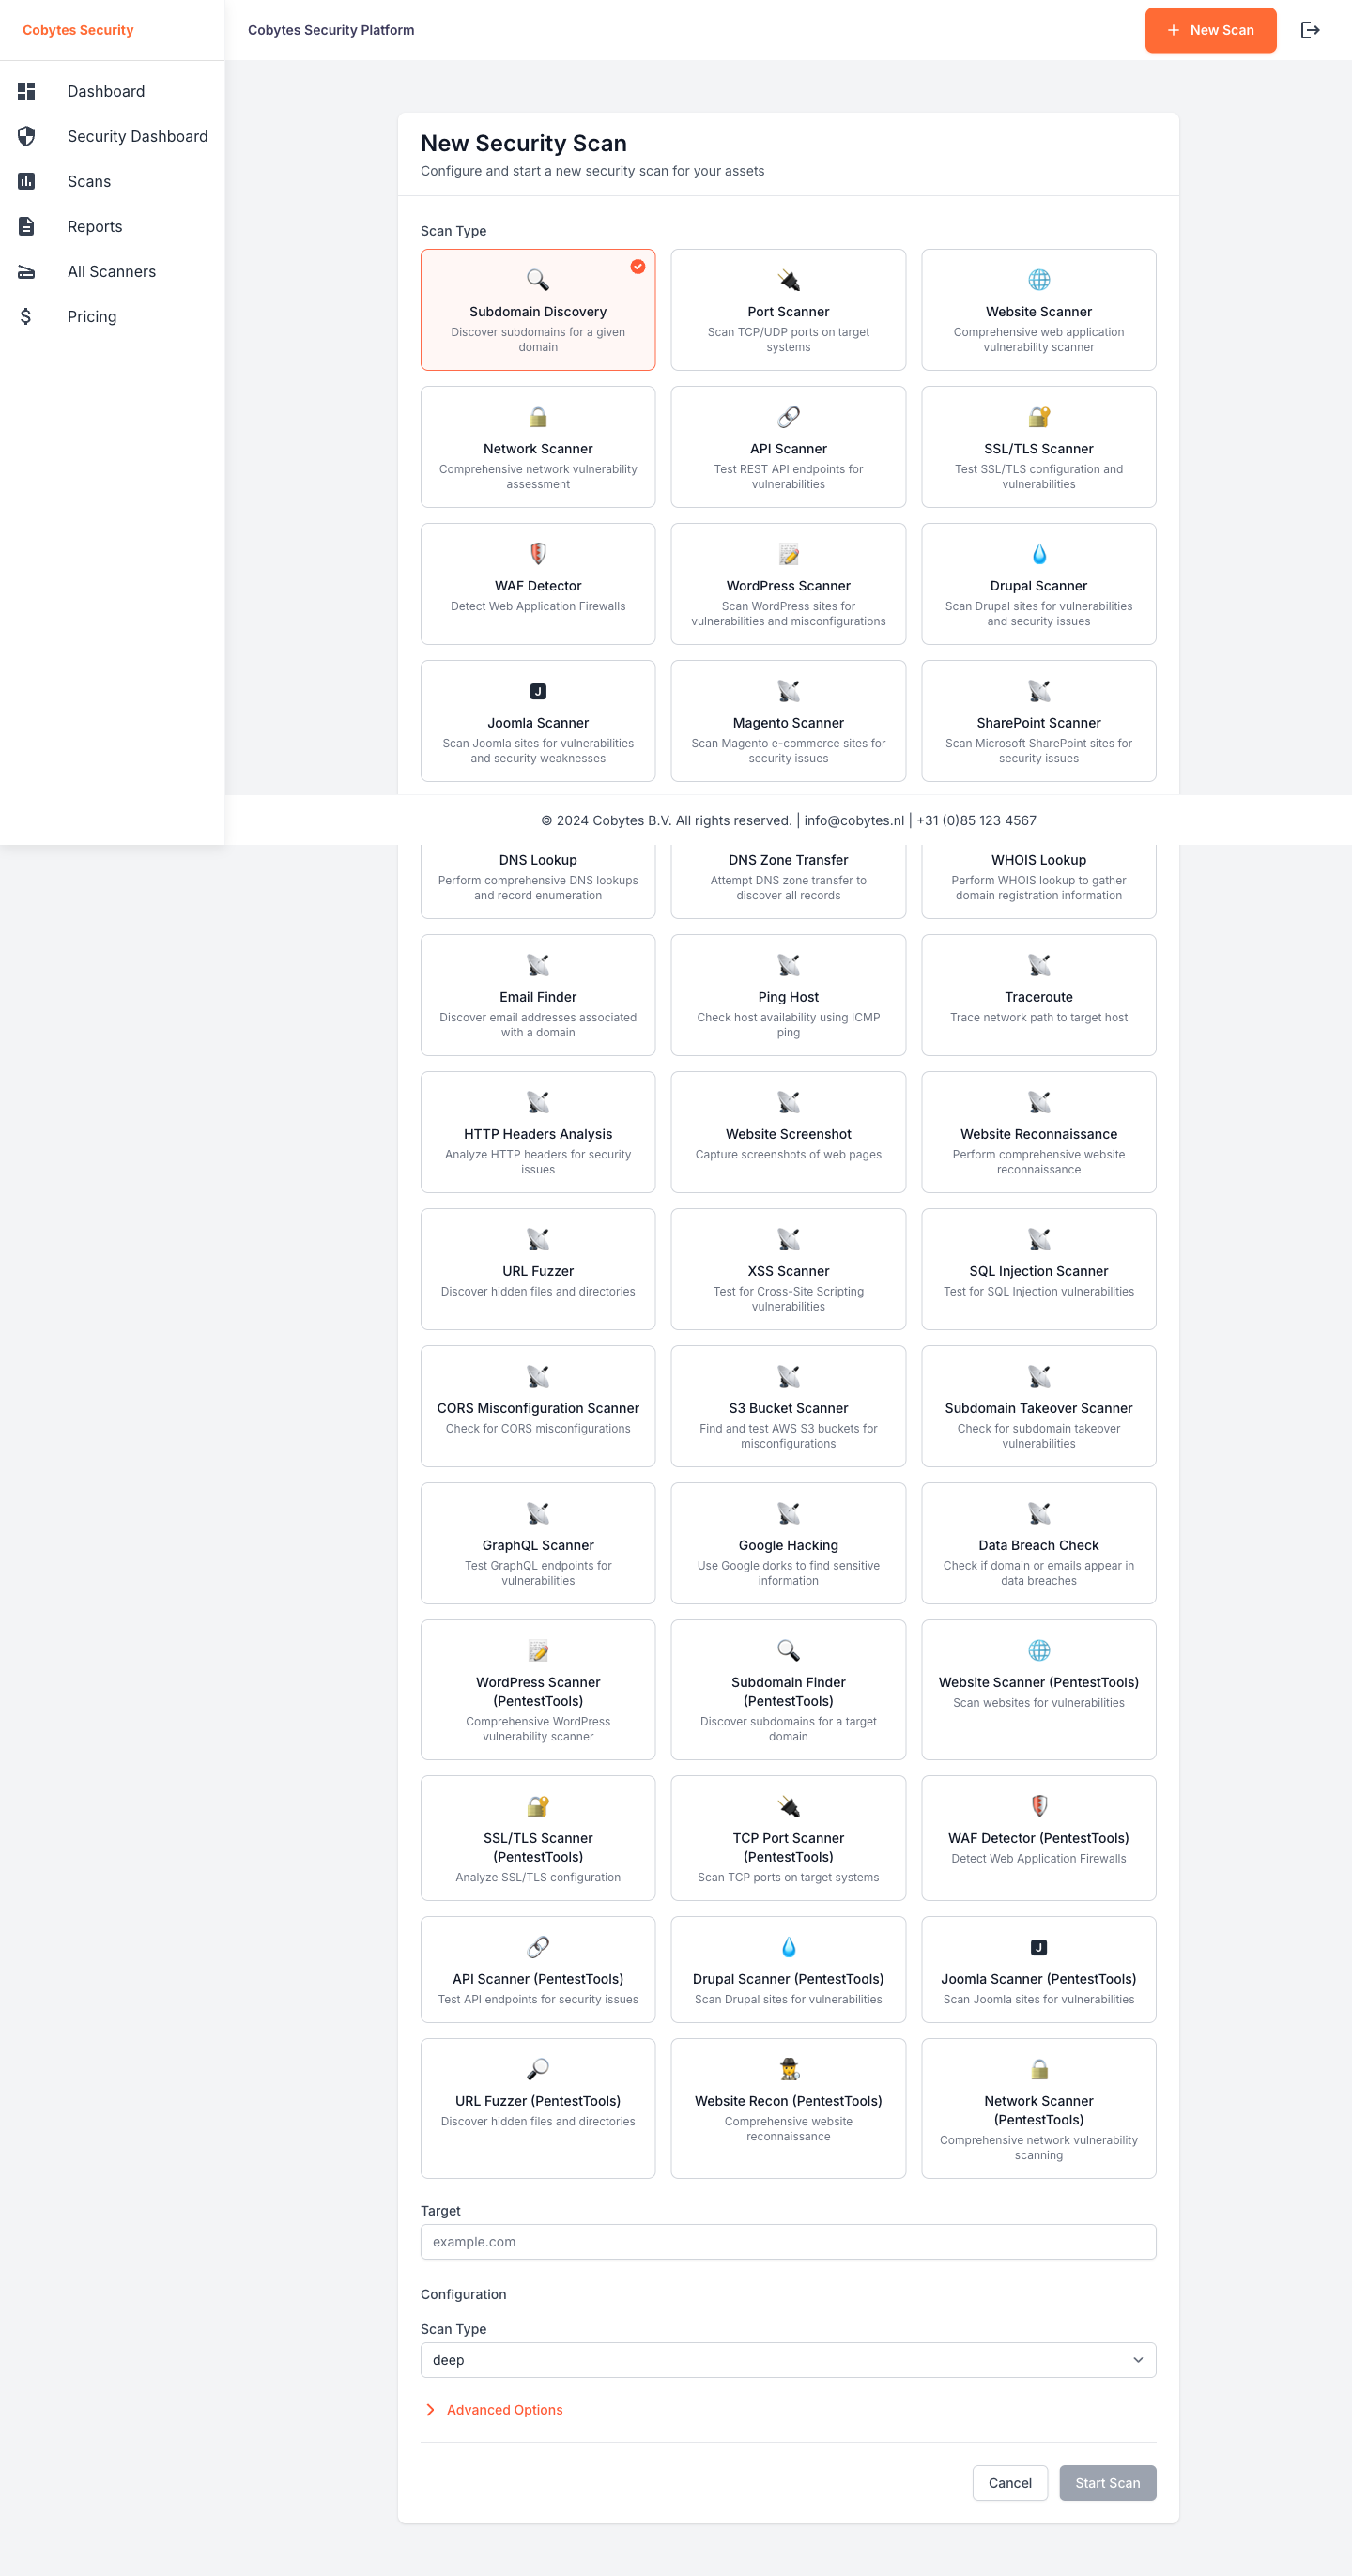 Cobytes Security
Cobytes Security Platform
New Scan
Dashboard
Security Dashboard
Scans
Reports
All Scanners
Pricing
New Security Scan
Configure and start a new security scan for your assets
Scan Type
Subdomain Discovery
Discover subdomains for a given
domain
Port Scanner
Scan TCP/UDP ports on target
systems
Website Scanner
Comprehensive web application
vulnerability scanner
Network Scanner
Comprehensive network vulnerability
assessment
API Scanner
Test REST API endpoints for
vulnerabilities
SSL/TLS Scanner
Test SSL/TLS configuration and
vulnerabilities
WAF Detector
Detect Web Application Firewalls
WordPress Scanner
Scan WordPress sites for
vulnerabilities and misconfigurations
Drupal Scanner
Scan Drupal sites for vulnerabilities
and security issues
J
Joomla Scanner
Scan Joomla sites for vulnerabilities
and security weaknesses
Magento Scanner
Scan Magento e-commerce sites for
security issues
SharePoint Scanner
Scan Microsoft SharePoint sites for
security issues
© 2024 Cobytes B.V. All rights reserved. | info@cobytes.nl | +31 (0)85 123 4567
DNS Lookup
Perform comprehensive DNS lookups
and record enumeration
DNS Zone Transfer
Attempt DNS zone transfer to
discover all records
WHOIS Lookup
Perform WHOIS lookup to gather
domain registration information
Email Finder
Discover email addresses associated
with a domain
Ping Host
Check host availability using ICMP
ping
Traceroute
Trace network path to target host
HTTP Headers Analysis
Analyze HTTP headers for security
issues
Website Screenshot
Capture screenshots of web pages
Website Reconnaissance
Perform comprehensive website
reconnaissance
URL Fuzzer
Discover hidden files and directories
XSS Scanner
Test for Cross-Site Scripting
vulnerabilities
SQL Injection Scanner
Test for SQL Injection vulnerabilities
CORS Misconfiguration Scanner
Check for CORS misconfigurations
S3 Bucket Scanner
Find and test AWS S3 buckets for
misconfigurations
Subdomain Takeover Scanner
Check for subdomain takeover
vulnerabilities
GraphQL Scanner
Test GraphQL endpoints for
vulnerabilities
Google Hacking
Use Google dorks to find sensitive
information
Data Breach Check
Check if domain or emails appear in
data breaches
WordPress Scanner
(PentestTools)
Comprehensive WordPress
vulnerability scanner
Subdomain Finder
(PentestTools)
Discover subdomains for a target
domain
Website Scanner (PentestTools)
Scan websites for vulnerabilities
SSL/TLS Scanner
(PentestTools)
Analyze SSL/TLS configuration
TCP Port Scanner
(PentestTools)
Scan TCP ports on target systems
WAF Detector (PentestTools)
Detect Web Application Firewalls
API Scanner (PentestTools)
Test API endpoints for security issues
Drupal Scanner (PentestTools)
Scan Drupal sites for vulnerabilities
J
Joomla Scanner (PentestTools)
Scan Joomla sites for vulnerabilities
URL Fuzzer (PentestTools)
Discover hidden files and directories
Website Recon (PentestTools)
Comprehensive website
reconnaissance
Network Scanner
(PentestTools)
Comprehensive network vulnerability
scanning
Target
example.com
Configuration
Scan Type
deep
Advanced Options
Cancel
Start Scan